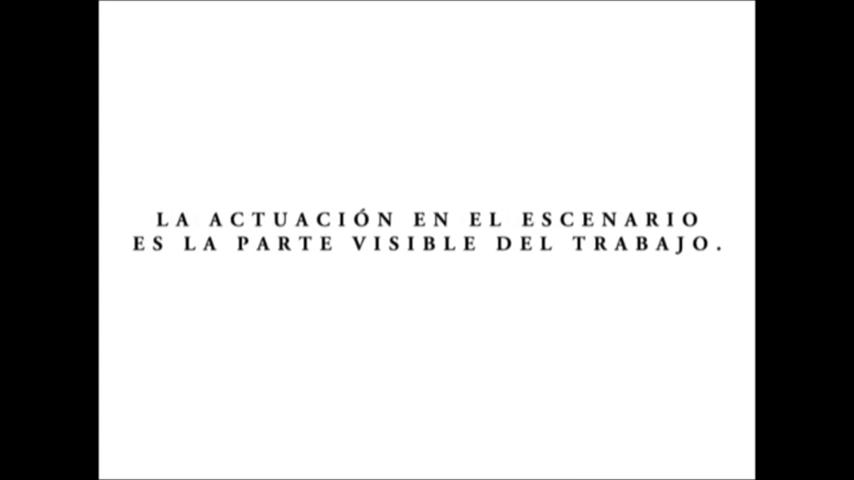 LA ACTUACIÓN EN EL ESCENARIO
ES LA PARTE VISIBLE DEL TRABAJO.